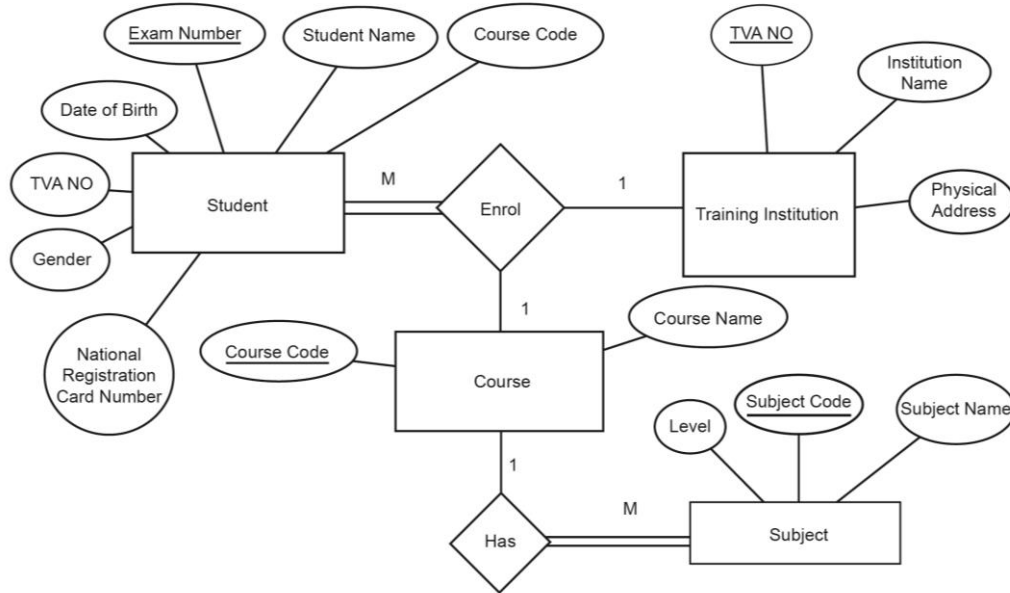 Exam Number
Student Name
Course Code
TVA NO
Institution
Name
Date of Birth
TVA NO
Gender
Student
M
Enrol
1
Training Institution
Physical
Address
National
Registration
Card Number
1
Course Code
Course
Course Name
1
Has
M
Level
Subject Code
Subject Name
Subject